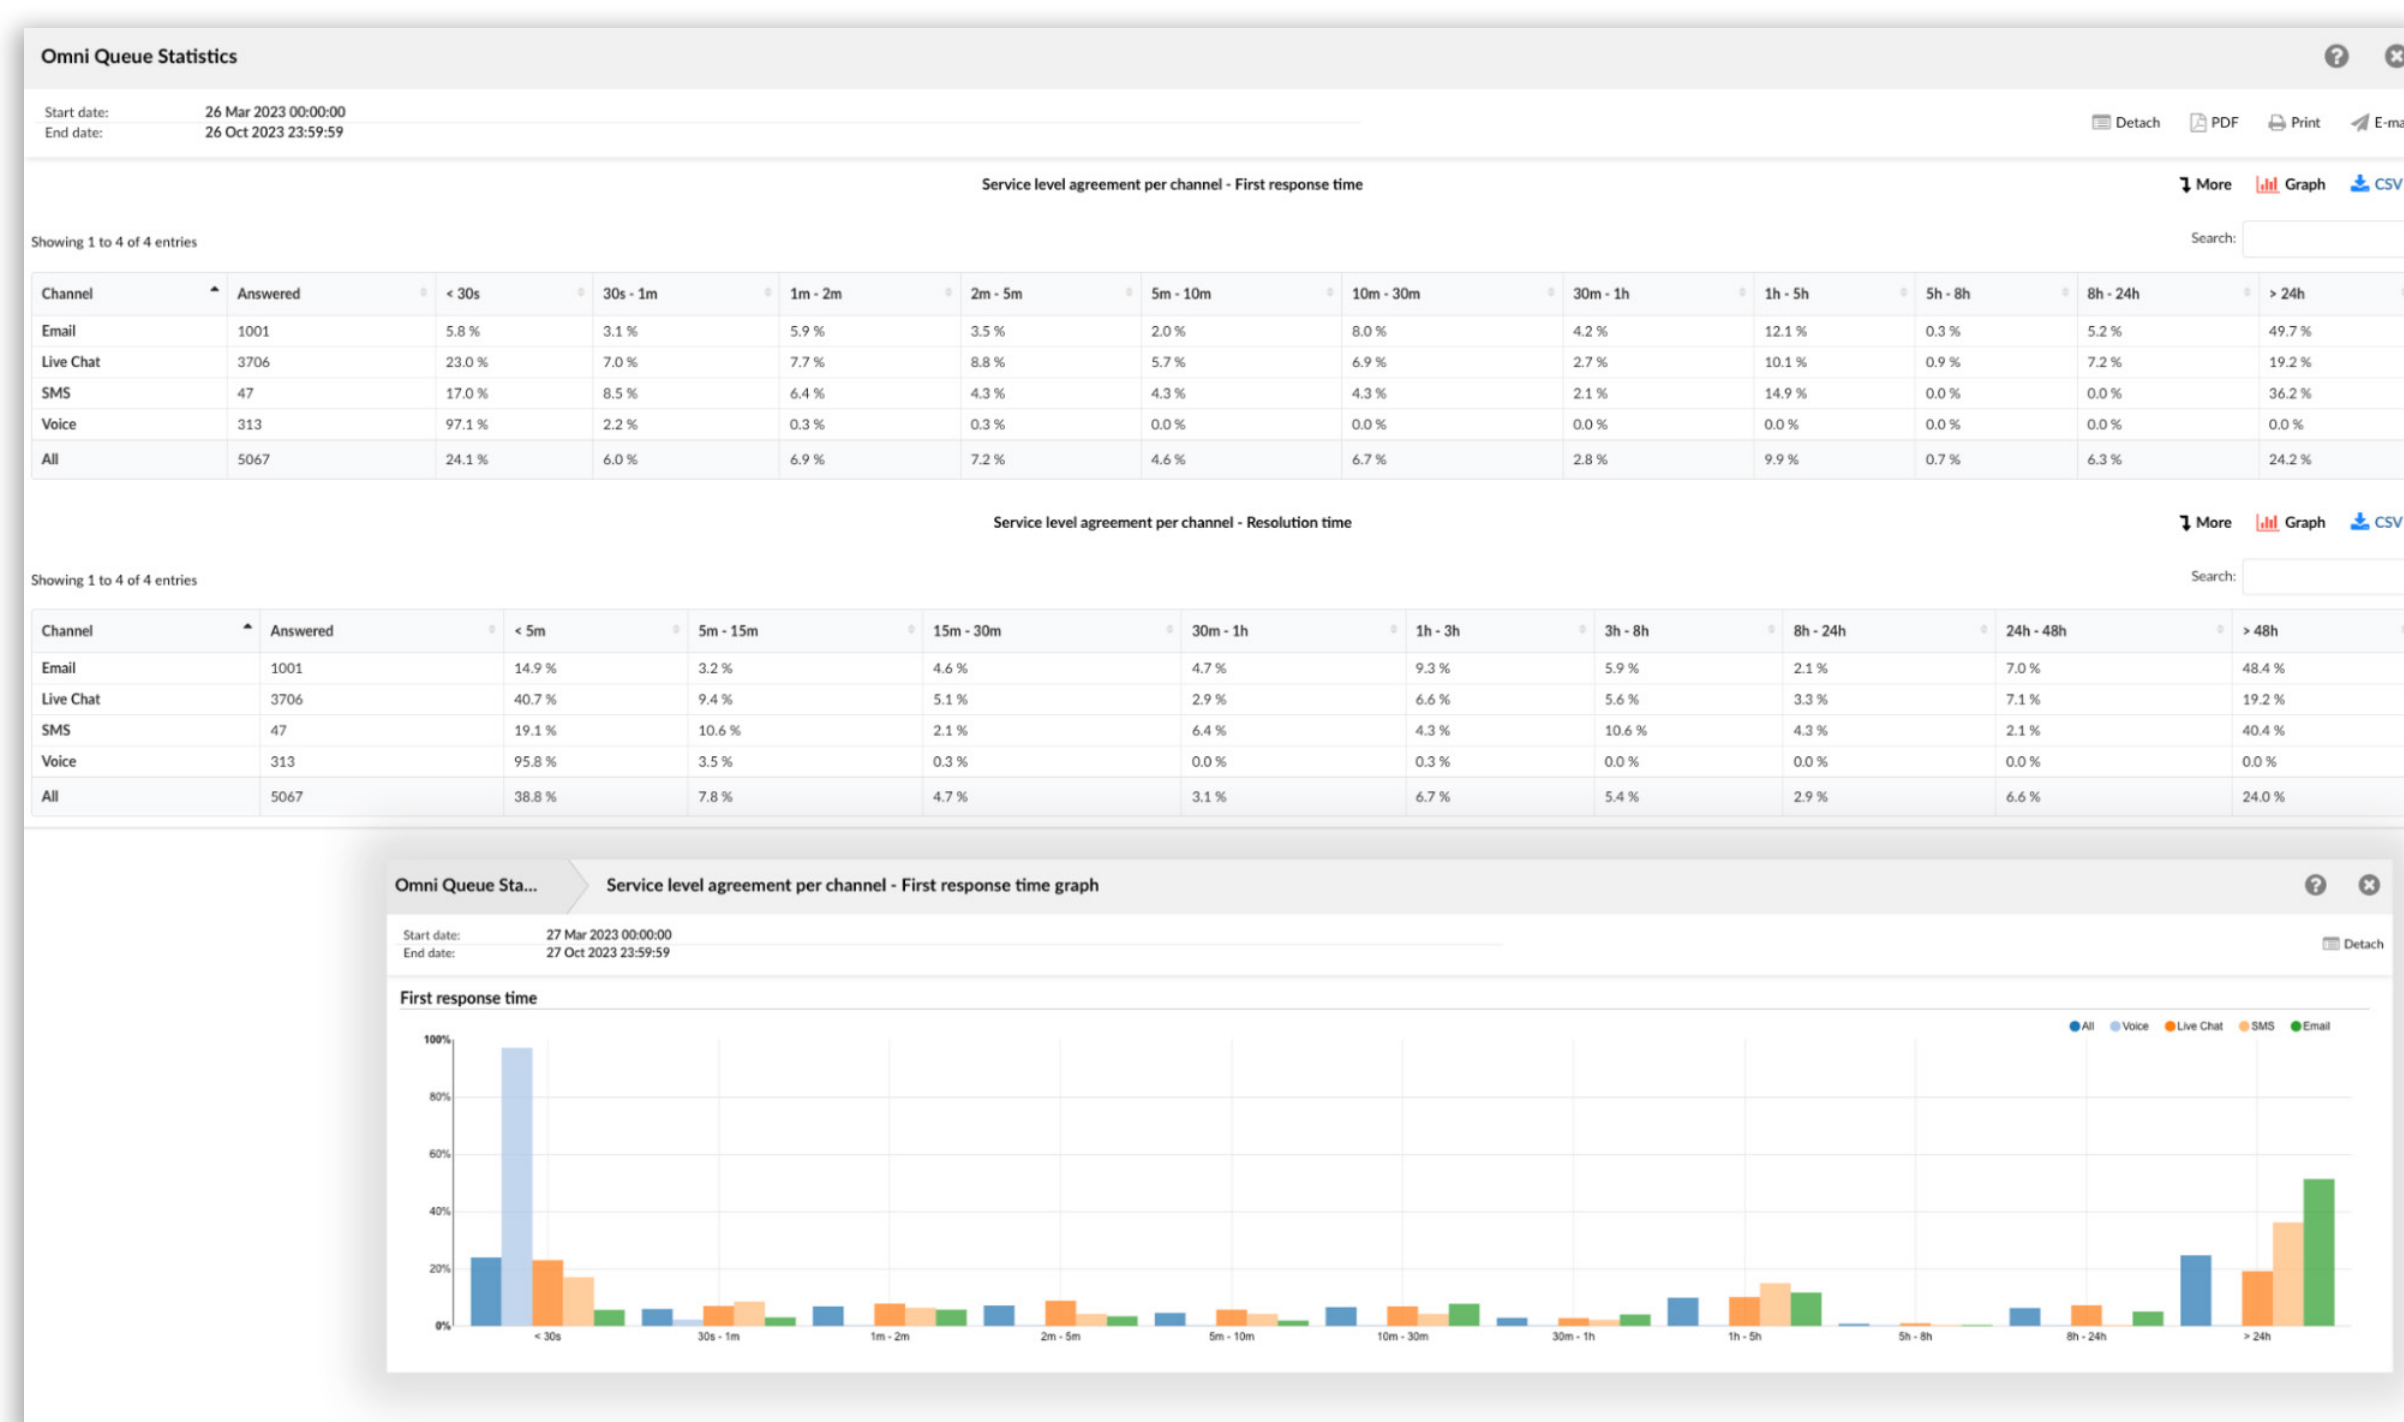 Omni Queue Statistics
Start date: 26 Mar 2023 00:00:00
End date: 26 Oct 2023 23:59:59
Detach PDF Print E-ma
Service level agreement per channel - First response time
More Graph CSV
Showing 1 to 4 of 4 entries
Search:
Channel Answered < 30s 30s - 1m 1m - 2m 2m - 5m 5m - 10m 10m - 30m 30m - 1h 1h - 5h 5h - 8h 8h - 24h > 24h
Email 1001 5.8 % 3.1 % 5.9 % 3.5 % 2.0 % 8.0 % 4.2 % 12.1 % 0.3 % 5.2 % 49.7 %
Live Chat 3706 23.0 % 7.0 % 7.7 % 8.8 % 5.7 % 6.9 % 2.7 % 10.1 % 0.9 % 7.2 % 19.2 %
SMS 47 17.0 % 8.5 % 6.4 % 4.3 % 4.3 % 4.3 % 2.1 % 14.9 % 0.0 % 0.0 % 36.2 %
Voice 313 97.1 % 2.2 % 0.3 % 0.3 % 0.0 % 0.0 % 0.0 % 0.0 % 0.0 % 0.0 % 0.0 %
All 5067 24.1 % 6.0 % 6.9 % 7.2 % 4.6 % 6.7 % 2.8 % 9.9 % 0.7 % 6.3 % 24.2 %
Service level agreement per channel - Resolution time
More Graph CSV
Showing 1 to 4 of 4 entries
Search:
Channel Answered < 5m 5m - 15m 15m - 30m 30m - 1h 1h - 3h 3h - 8h 8h - 24h 24h - 48h > 48h
Email 1001 14.9 % 3.2 % 4.6 % 4.7 % 9.3 % 5.9 % 2.1 % 7.0 % 48.4 %
Live Chat 3706 40.7 % 9.4 % 5.1 % 2.9 % 6.6 % 5.6 % 3.3 % 7.1 % 19.2 %
SMS 47 19.1 % 10.6 % 2.1 % 6.4 % 4.3 % 10.6 % 4.3 % 2.1 % 40.4 %
Voice 313 95.8 % 3.5 % 0.3 % 0.0 % 0.3 % 0.0 % 0.0 % 0.0 % 0.0 %
All 5067 38.8 % 7.8 % 4.7 % 3.1 % 6.7 % 5.4 % 2.9 % 6.6 % 24.0 %
Omni Queue Sta... Service level agreement per channel - First response time graph
Start date: 27 Mar 2023 00:00:00
End date: 27 Oct 2023 23:59:59
Detach
First response time
All Voice Live Chat SMS Email
100%
80%
60%
40%
20%
0%
< 30s 30s - 1m 1m - 2m 2m - 5m 5m - 10m 10m - 30m 30m - 1h 1h - 5h 5h - 8h 8h - 24h > 24h